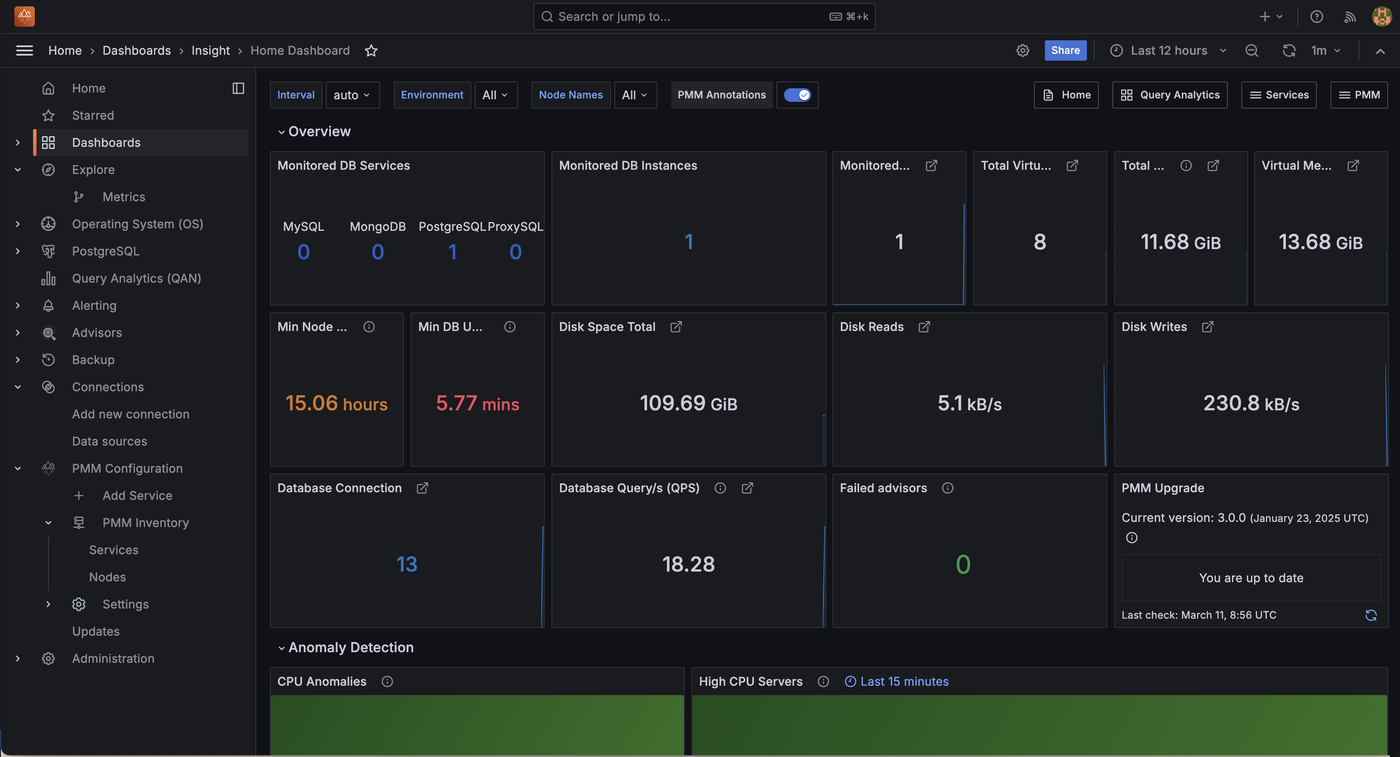 Search or jump to... ⌘+k
Home › Dashboards › Insight › Home Dashboard
Share
Last 12 hours
1m
Home
Starred
Dashboards
Explore
Metrics
Operating System (OS)
PostgreSQL
Query Analytics (QAN)
Alerting
Advisors
Backup
Connections
Add new connection
Data sources
PMM Configuration
Add Service
PMM Inventory
Services
Nodes
Settings
Updates
Administration
Interval auto Environment All Node Names All PMM Annotations
Home Query Analytics Services PMM
Overview
Monitored DB Services
MySQL MongoDB PostgreSQL ProxySQL
0 0 1 0
Monitored DB Instances
1
Monitored...
1
Total Virtu...
8
Total ...
11.68 GiB
Virtual Me...
13.68 GiB
Min Node ...
15.06 hours
Min DB U...
5.77 mins
Disk Space Total
109.69 GiB
Disk Reads
5.1 kB/s
Disk Writes
230.8 kB/s
Database Connection
13
Database Query/s (QPS)
18.28
Failed advisors
0
PMM Upgrade
Current version: 3.0.0 (January 23, 2025 UTC)
You are up to date
Last check: March 11, 8:56 UTC
Anomaly Detection
CPU Anomalies
High CPU Servers Last 15 minutes